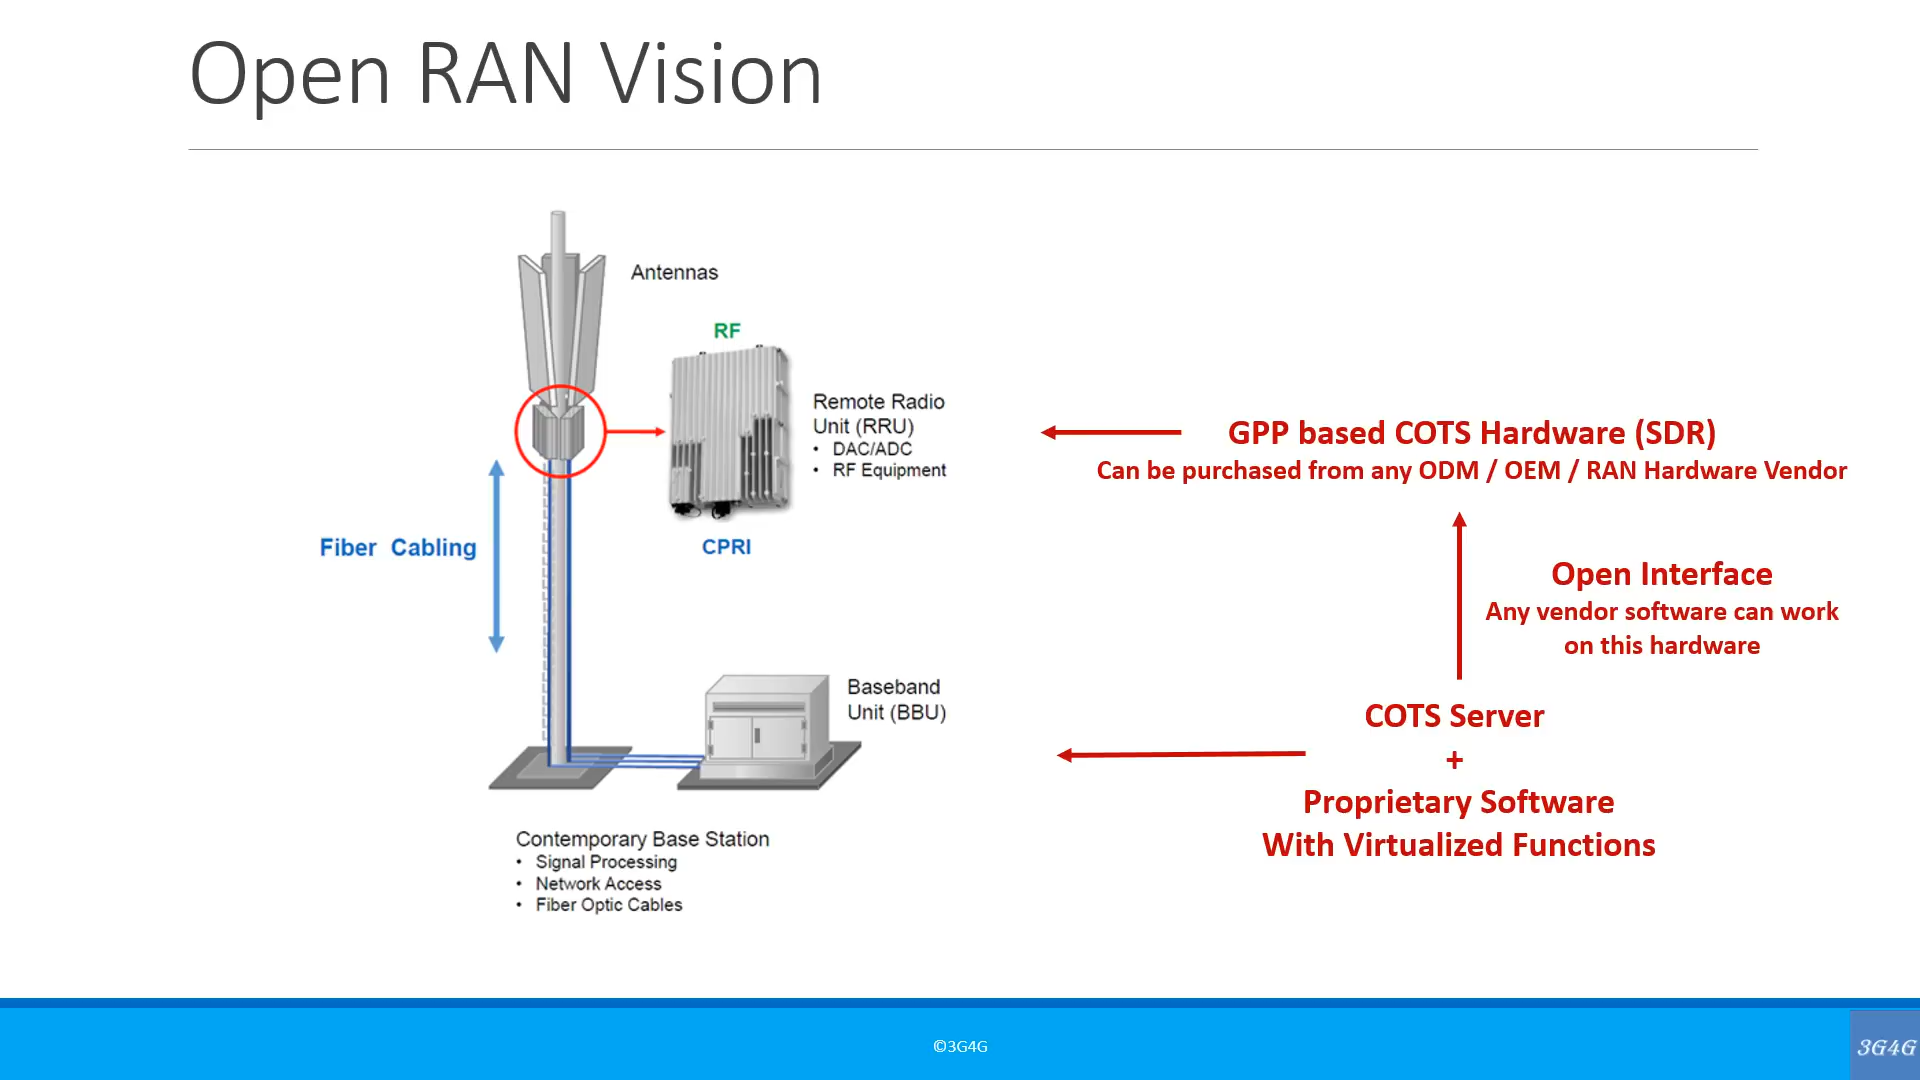 Open RAN Vision
Antennas
RF
Remote Radio
Unit (RRU)
• DAC/ADC
• RF Equipment
CPRI
Fiber Cabling
Baseband
Unit (BBU)
Contemporary Base Station
• Signal Processing
• Network Access
• Fiber Optic Cables
GPP based COTS Hardware (SDR)
Can be purchased from any ODM / OEM / RAN Hardware Vendor
Open Interface
Any vendor software can work
on this hardware
COTS Server
+
Proprietary Software
With Virtualized Functions
©3G4G
3G4G